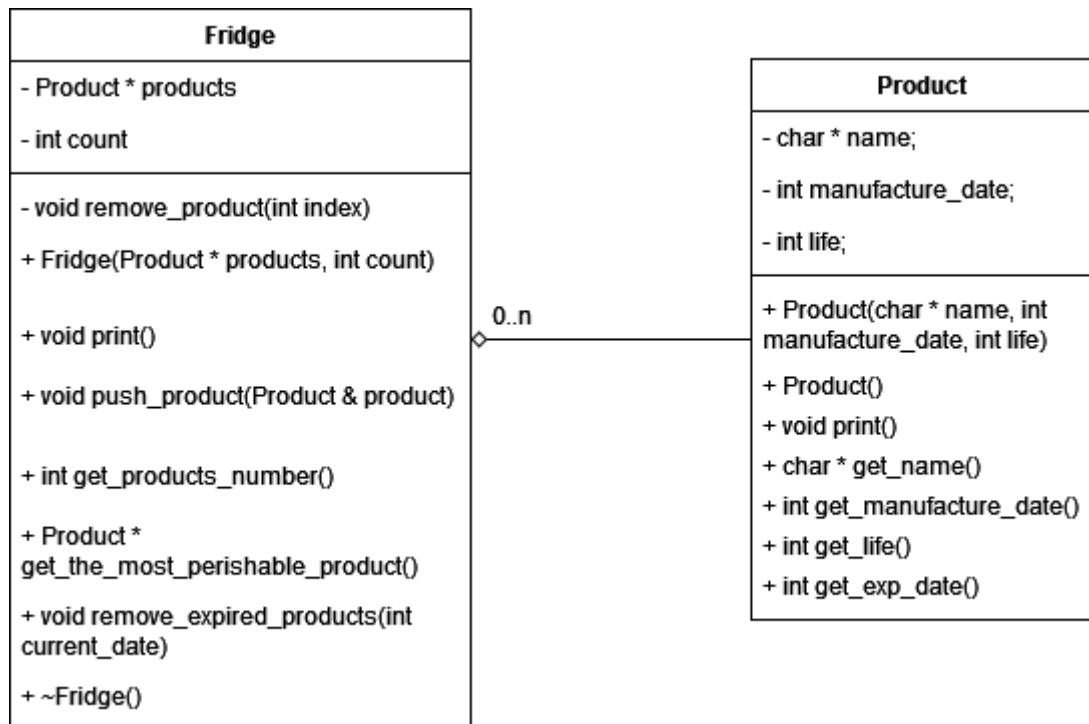 Fridge
- Product * products
- int count
- void remove_product(int index)
+ Fridge(Product * products, int count)
+ void print()
+ void push_product(Product & product)
+ int get_products_number()
+ Product *
get_the_most_perishable_product()
+ void remove_expired_products(int
current_date)
+ ~Fridge()
0..n
Product
- char * name;
- int manufacture_date;
- int life;
+ Product(char * name, int
manufacture_date, int life)
+ Product()
+ void print()
+ char * get_name()
+ int get_manufacture_date()
+ int get_life()
+ int get_exp_date()